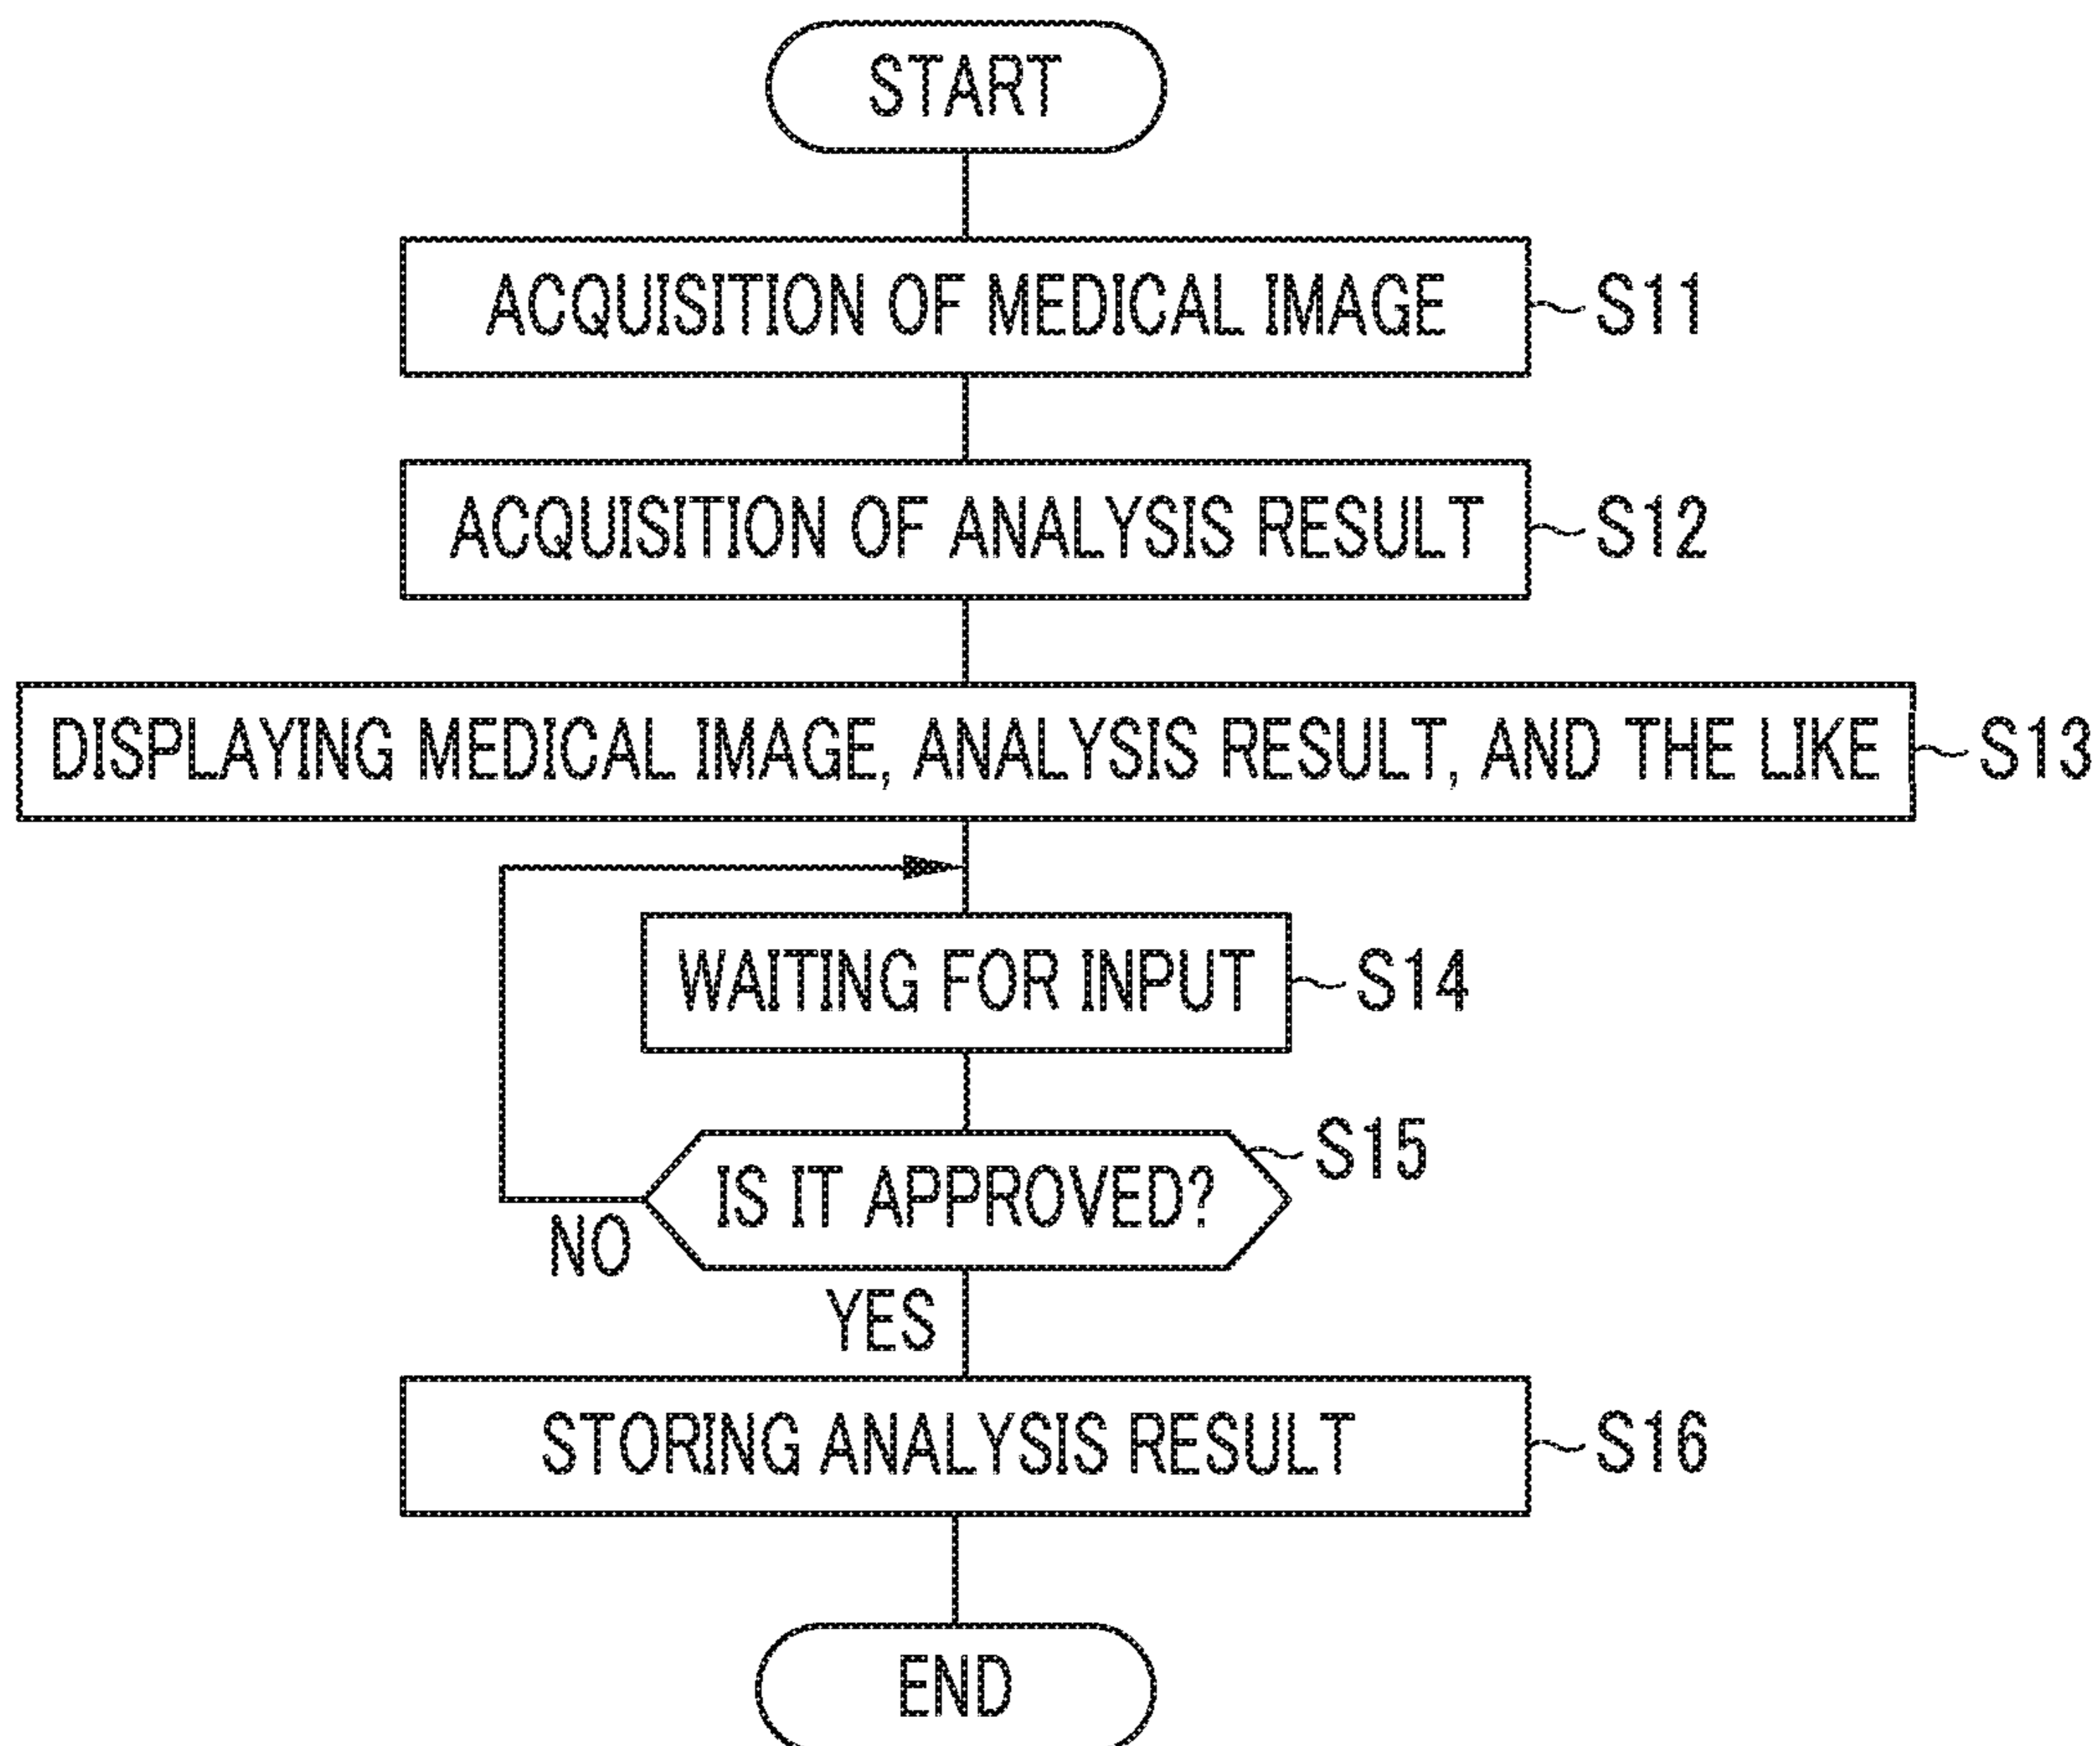 START
ACQUISITION OF MEDICAL IMAGE
S11
ACQUISITION OF ANALYSIS RESULT
S12
DISPLAYING MEDICAL IMAGE, ANALYSIS RESULT, AND THE LIKE
S13
WAITING FOR INPUT
S14
IS IT APPROVED?
S15
NO
YES
STORING ANALYSIS RESULT
S16
END